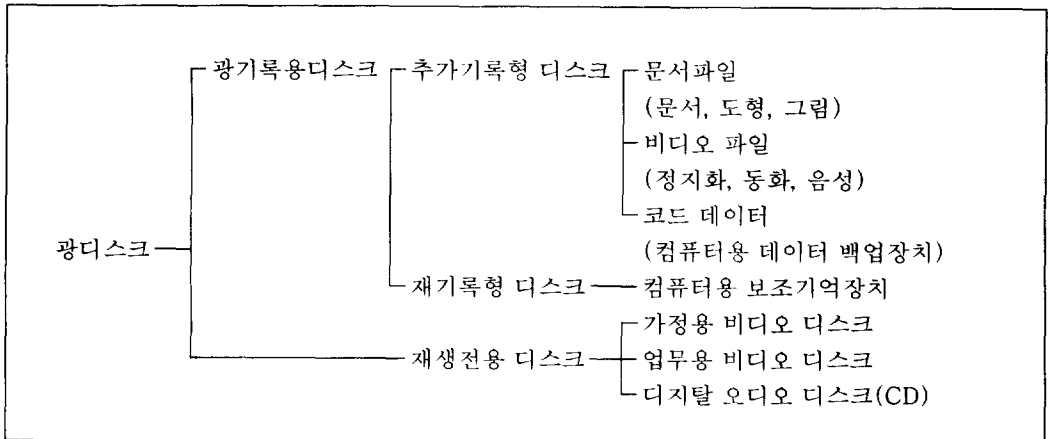 광기록용디스크 추가기록형 디스크 문서파일
(문서, 도형, 그림)
비디오 파일
(정지화, 동화, 음성)
코드 데이터
광디스크
(컴퓨터용 데이터 백업장치)
재기록형 디스크 컴퓨터용 보조기억장치
가정용 비디오 디스크
재생전용 디스크 업무용 비디오 디스크
디지탈 오디오 디스크(CD)